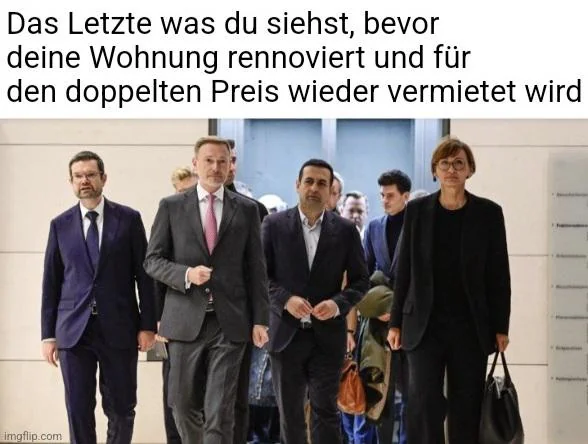 Das Letzte was du siehst, bevor
deine Wohnung rennoviert und für
den doppelten Preis wieder vermietet wird
imgflip.com